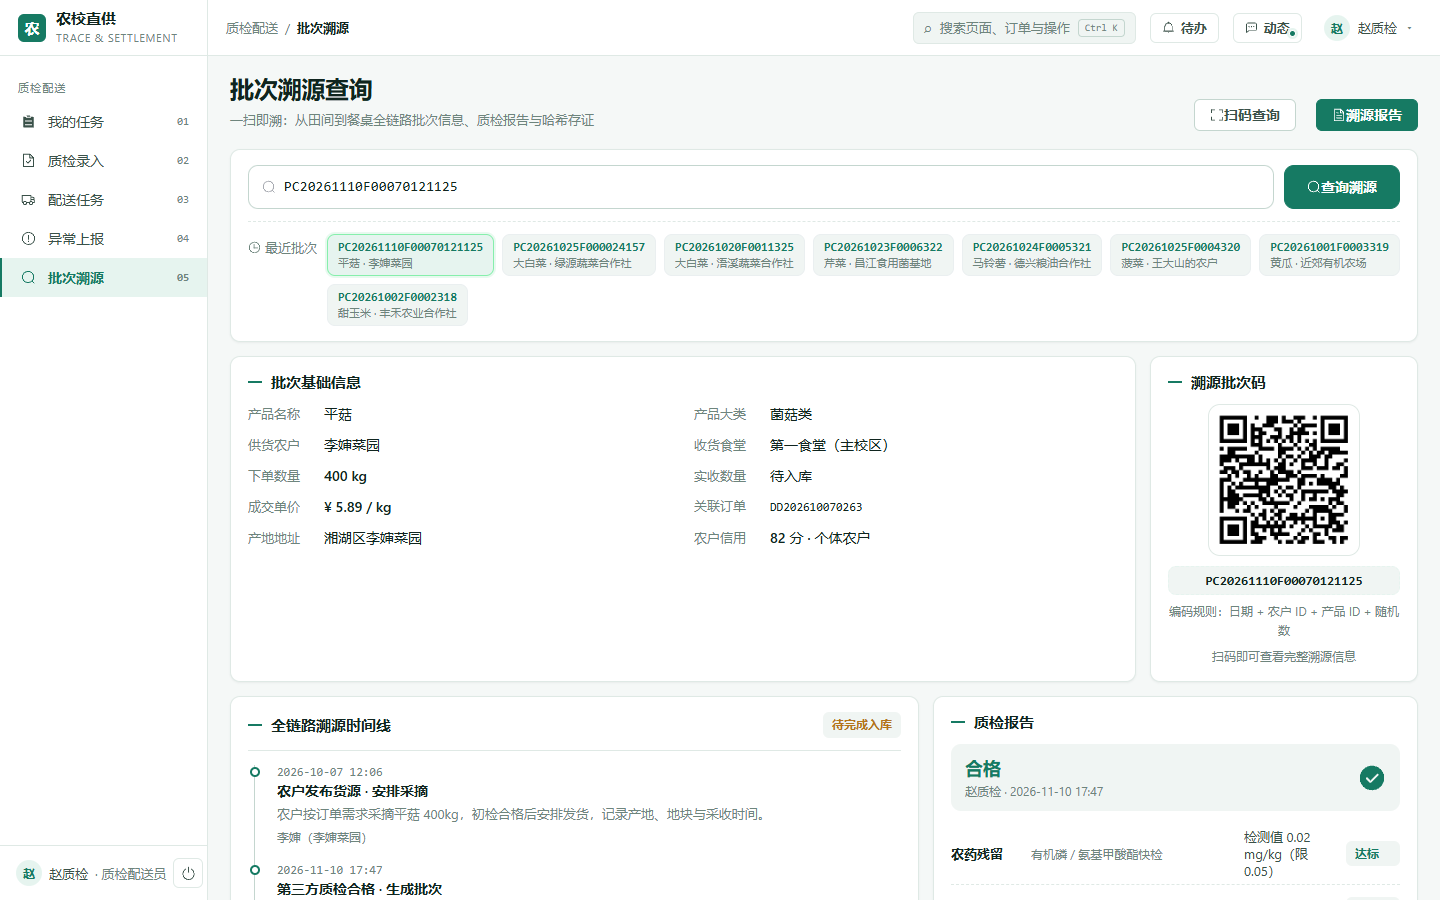 农
农校直供
TRACE & SETTLEMENT
质检配送 / 批次溯源
搜索页面、订单与操作 Ctrl K
待办
动态
赵 赵质检
质检配送
我的任务 01
质检录入 02
配送任务 03
异常上报 04
批次溯源 05
赵 赵质检 · 质检配送员
批次溯源查询
一扫即溯：从田间到餐桌全链路批次信息、质检报告与哈希存证
扫码查询
溯源报告
PC20261110F00070121125
查询溯源
最近批次
PC20261110F00070121125
平菇 · 李婶菜园
PC20261025F000024157
大白菜 · 绿源蔬菜合作社
PC20261020F0011325
大白菜 · 浯溪蔬菜合作社
PC20261023F0006322
芹菜 · 昌江食用菌基地
PC20261024F0005321
马铃薯 · 德兴粮油合作社
PC20261025F0004320
菠菜 · 王大山的农户
PC20261001F0003319
黄瓜 · 近郊有机农场
PC20261002F0002318
甜玉米 · 丰禾农业合作社
批次基础信息
产品名称 平菇
产品大类 菌菇类
供货农户 李婶菜园
收货食堂 第一食堂（主校区）
下单数量 400 kg
实收数量 待入库
成交单价 ¥ 5.89 / kg
关联订单 DD202610070263
产地地址 湘湖区李婶菜园
农户信用 82 分 · 个体农户
溯源批次码
PC20261110F00070121125
编码规则：日期 + 农户 ID + 产品 ID + 随机
数
扫码即可查看完整溯源信息
全链路溯源时间线
待完成入库
2026-10-07 12:06
农户发布货源 · 安排采摘
农户按订单需求采摘平菇 400kg，初检合格后安排发货，记录产地、地块与采收时间。
李婶（李婶菜园）
2026-11-10 17:47
第三方质检合格 · 生成批次
质检报告
合格
赵质检 · 2026-11-10 17:47
农药残留
有机磷 / 氨基甲酸酯快检
检测值 0.02
mg/kg（限
0.05）
达标